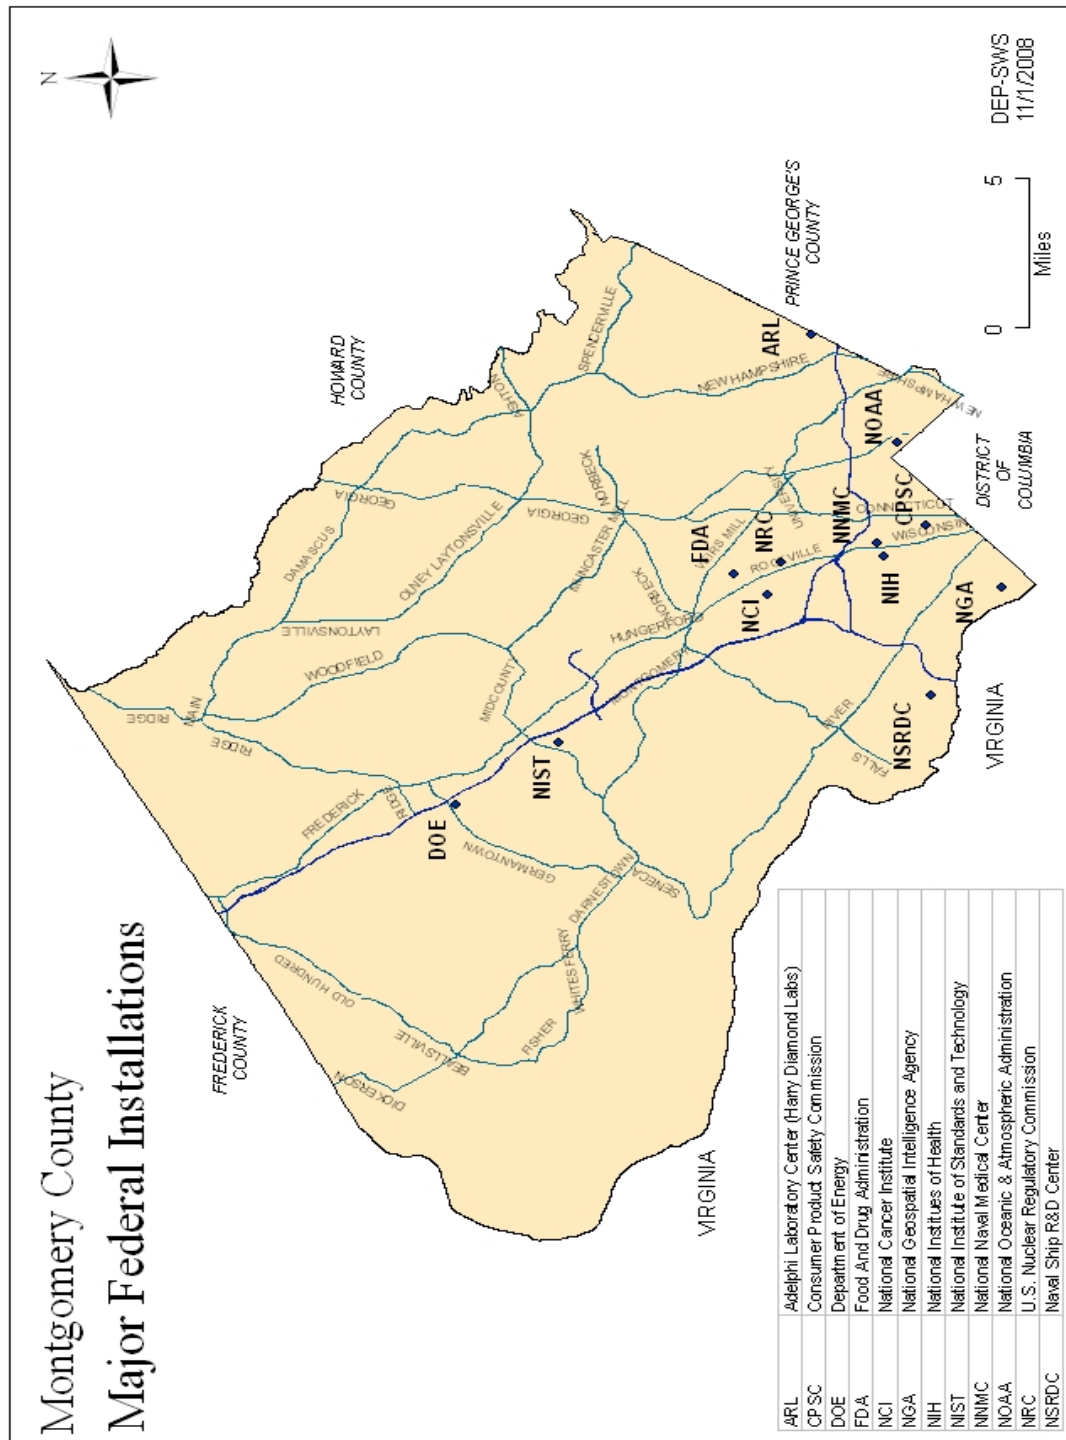 Montgomery County
Major Federal Installations
N
FREDERICK
COUNTY
HOWARD
COUNTY
PRINCE GEORGE'S
COUNTY
DISTRICT
OF
COLUMBIA
VIRGINIA
VIRGINIA
RIDGE
MAIN
RIDGE
DAMASCUS
GEORGIA
ASHTON
LAYTONSVILLE
OLNEY LAYTONSVILLE
WOODFIELD
GEORGIA
SPENCERVILLE
FREDERICK
RIDGE
MIDCOUNTY
MUNCASTER MILL
NORBECK
NORBECK
OLD HUNDRED
BEALLSVILLE
DICKERSON
FISHER
WHITES FERRY
DARNESTOWN
GERMANTOWN
SENECA
HUNGERFORD
MONTGOMERY
VEIRS MILL
ROCKVILLE
UNIVERSITY
NEW HAMPSHIRE
NEW HAMPSHIRE
NEW HAMPSHIRE
CONNECTICUT
WISCONSIN
RIVER
FALLS
DOE
NIST
FDA
NRC
NCI
NNMC
NIH
CPSC
NOAA
ARL
NGA
NSRDC
ARL Adelphi Laboratory Center (Harry Diamond Labs)
CPSC Consumer Product Safety Commission
DOE Department of Energy
FDA Food And Drug Administration
NCI National Cancer Institute
NGA National Geospatial Intelligence Agency
NIH National Institues of Health
NIST National Institute of Standards and Technology
NNMC National Naval Medical Center
NOAA National Oceanic & Atmospheric Administration
NRC U.S. Nuclear Regulatory Commission
NSRDC Naval Ship R&D Center
0 5
Miles
DEP-SWS
11/1/2008